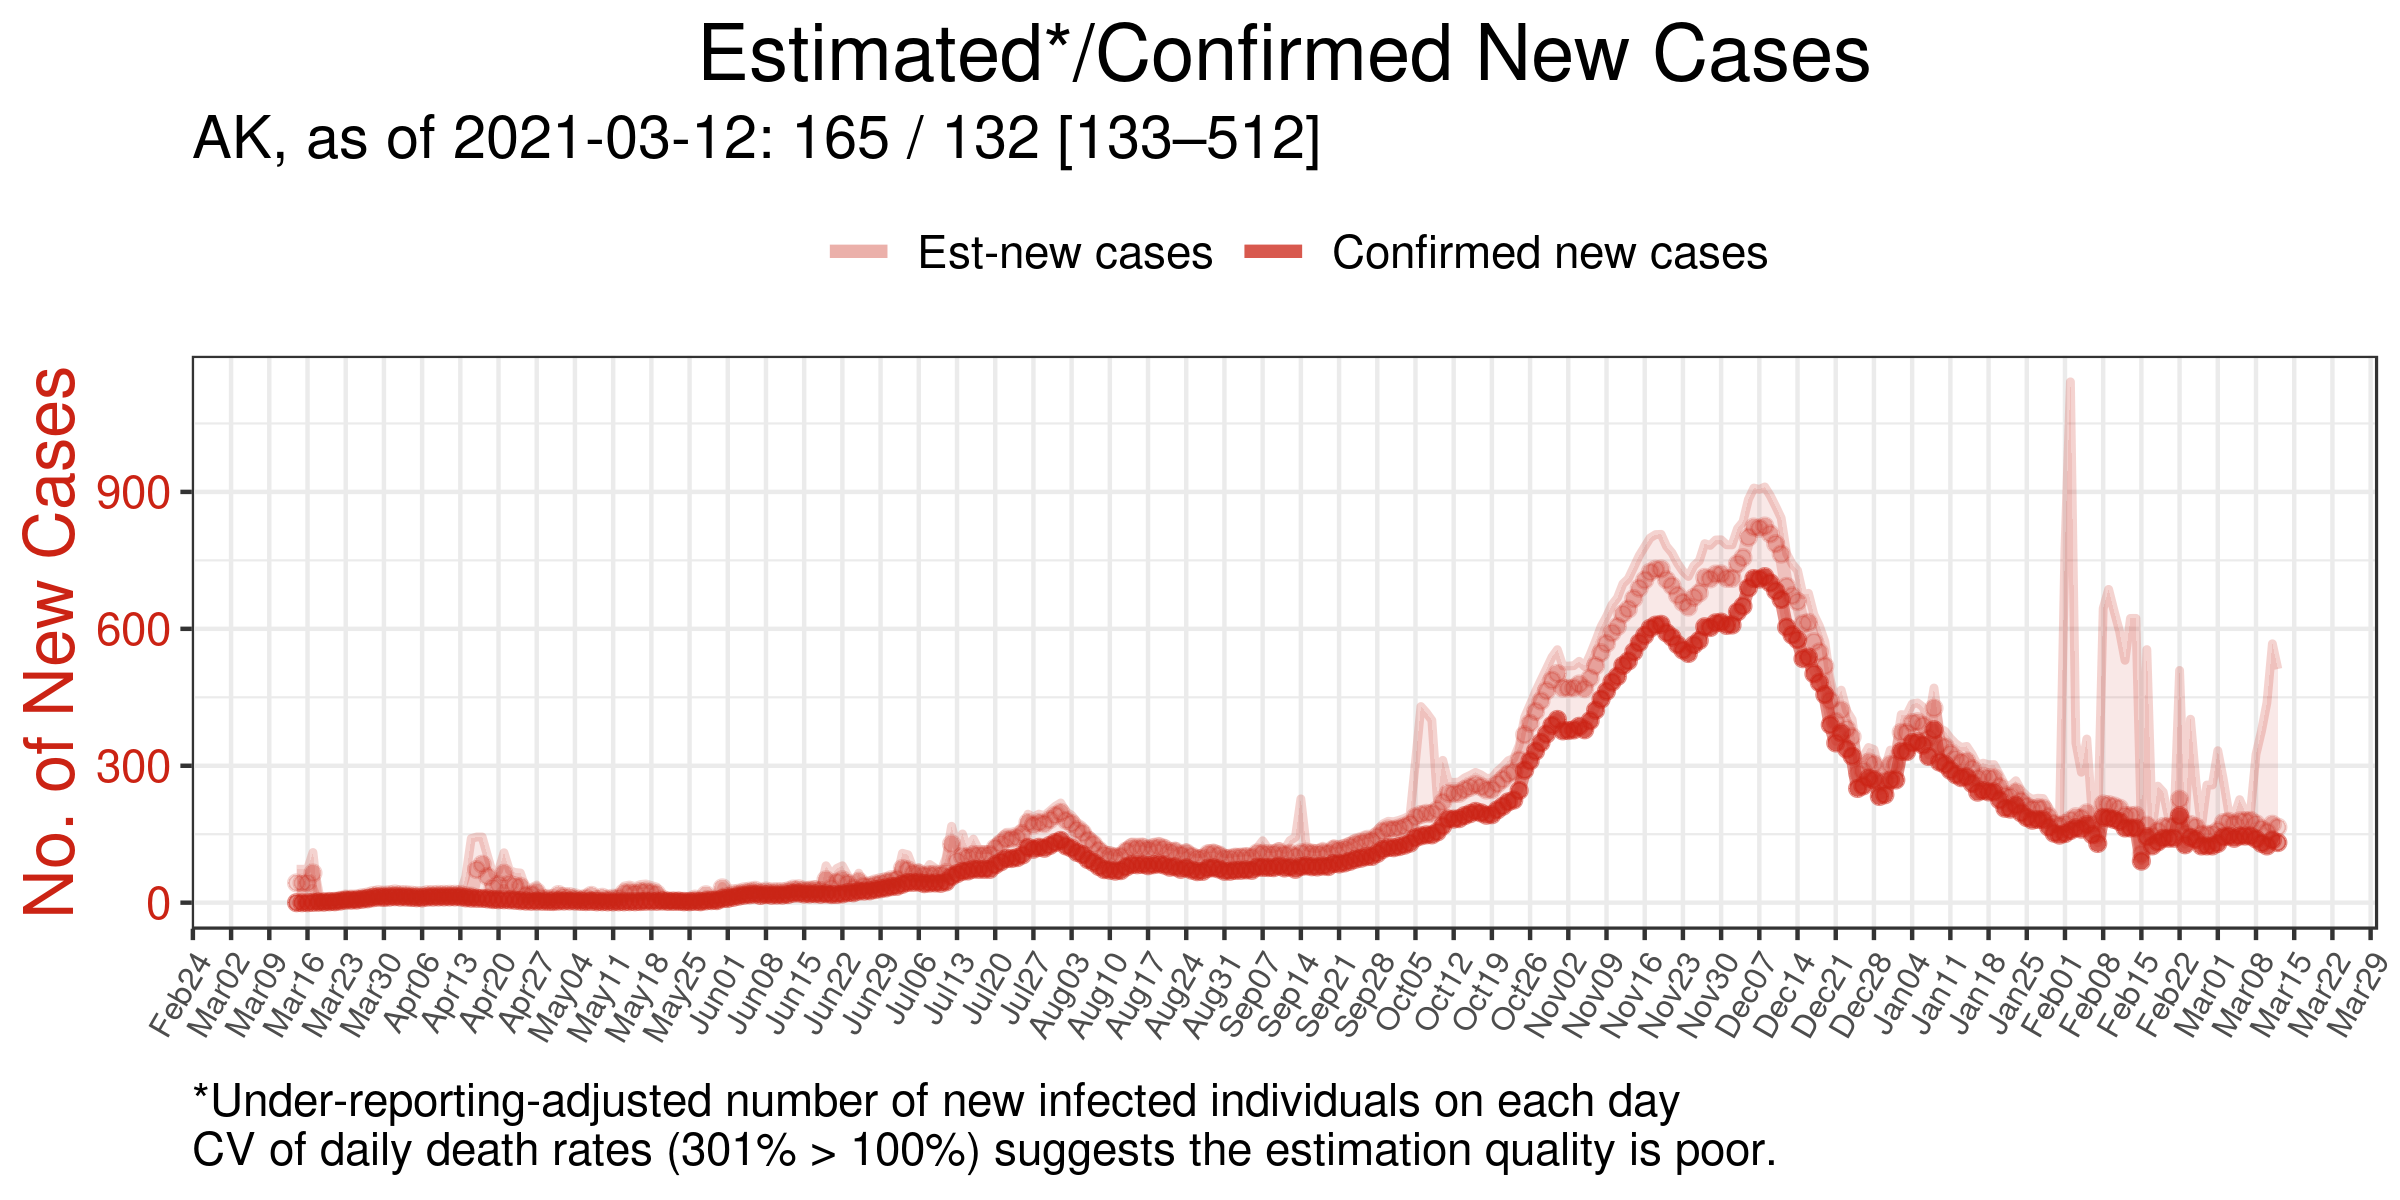 Estimated*/Confirmed New Cases
AK, as of 2021-03-12: 165 / 132 [133–512]
Est-new cases Confirmed new cases
No. of New Cases
900
600
300
0
Feb24 Mar02 Mar09 Mar16 Mar23 Mar30 Apr06 Apr13 Apr20 Apr27 May04 May11 May18 May25 Jun01 Jun08 Jun15 Jun22 Jun29 Jul06 Jul13 Jul20 Jul27 Aug03 Aug10 Aug17 Aug24 Aug31 Sep07 Sep14 Sep21 Sep28 Oct05 Oct12 Oct19 Oct26 Nov02 Nov09 Nov16 Nov23 Nov30 Dec07 Dec14 Dec21 Dec28 Jan04 Jan11 Jan18 Jan25 Feb01 Feb08 Feb15 Feb22 Mar01 Mar08 Mar15 Mar22 Mar29
*Under-reporting-adjusted number of new infected individuals on each day
CV of daily death rates (301% > 100%) suggests the estimation quality is poor.